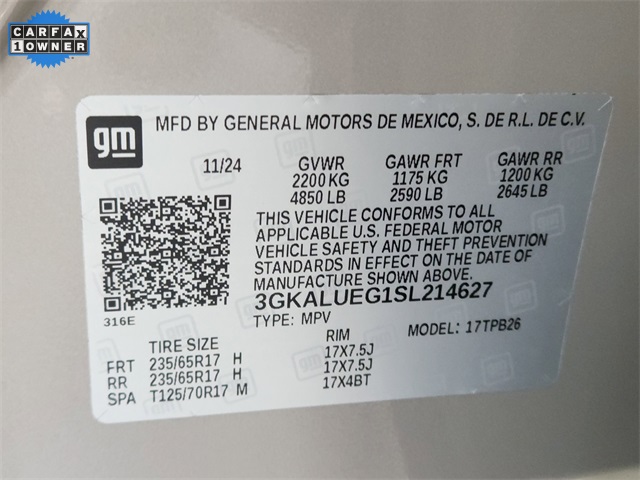 CARFAX
1 OWNER
gm
MFD BY GENERAL MOTORS DE MEXICO, S. DE R.L. DE C.V.
11/24 GVWR GAWR FRT GAWR RR
2200 KG 1175 KG 1200 KG
4850 LB 2590 LB 2645 LB
THIS VEHICLE CONFORMS TO ALL
APPLICABLE U.S. FEDERAL MOTOR
VEHICLE SAFETY AND THEFT PREVENTION
STANDARDS IN EFFECT ON THE DATE OF
MANUFACTURE SHOWN ABOVE.
3GKALUEG1SL214627
316E
TYPE: MPV MODEL: 17TPB26
TIRE SIZE RIM
FRT 235/65R17 H 17X7.5J
RR 235/65R17 H 17X7.5J
SPA T125/70R17 M 17X4BT